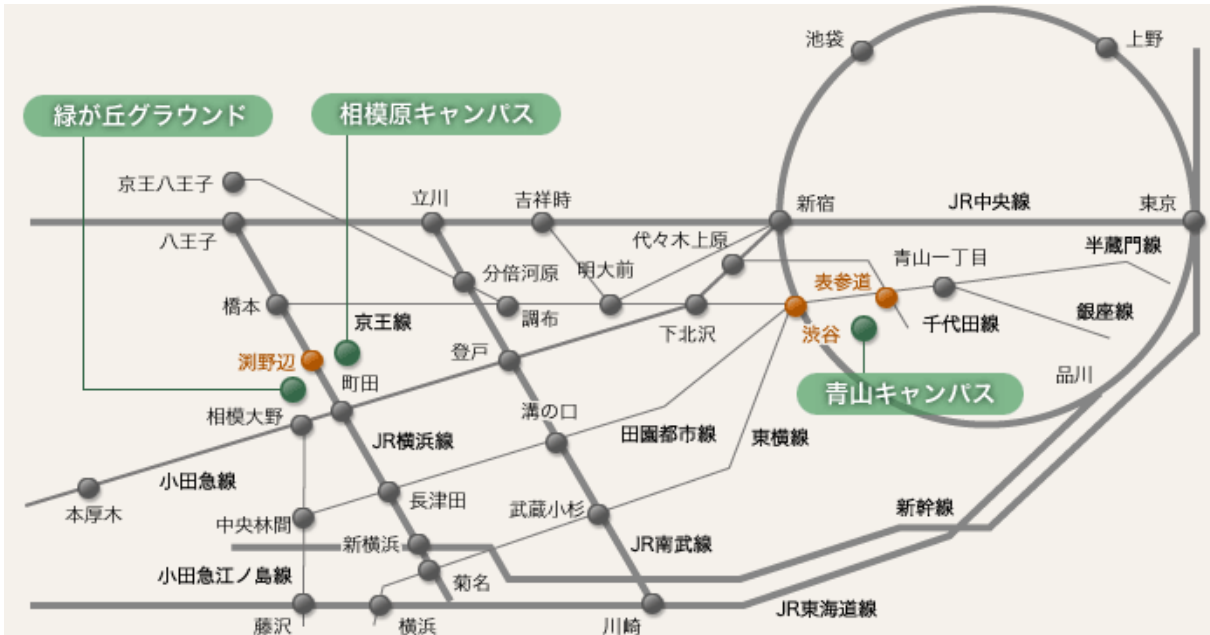 池袋
上野
緑が丘グラウンド
相模原キャンパス
京王八王子
立川
吉祥時
新宿
JR中央線
東京
八王子
代々木上原
半蔵門線
分倍河原
明大前
青山一丁目
表参道
橋本
京王線
調布
下北沢
渋谷
千代田線
銀座線
渕野辺
登戸
町田
品川
青山キャンパス
相模大野
溝の口
JR横浜線
田園都市線
東横線
小田急線
本厚木
長津田
中央林間
武蔵小杉
新幹線
新横浜
JR南武線
小田急江ノ島線
菊名
JR東海道線
藤沢
横浜
川崎